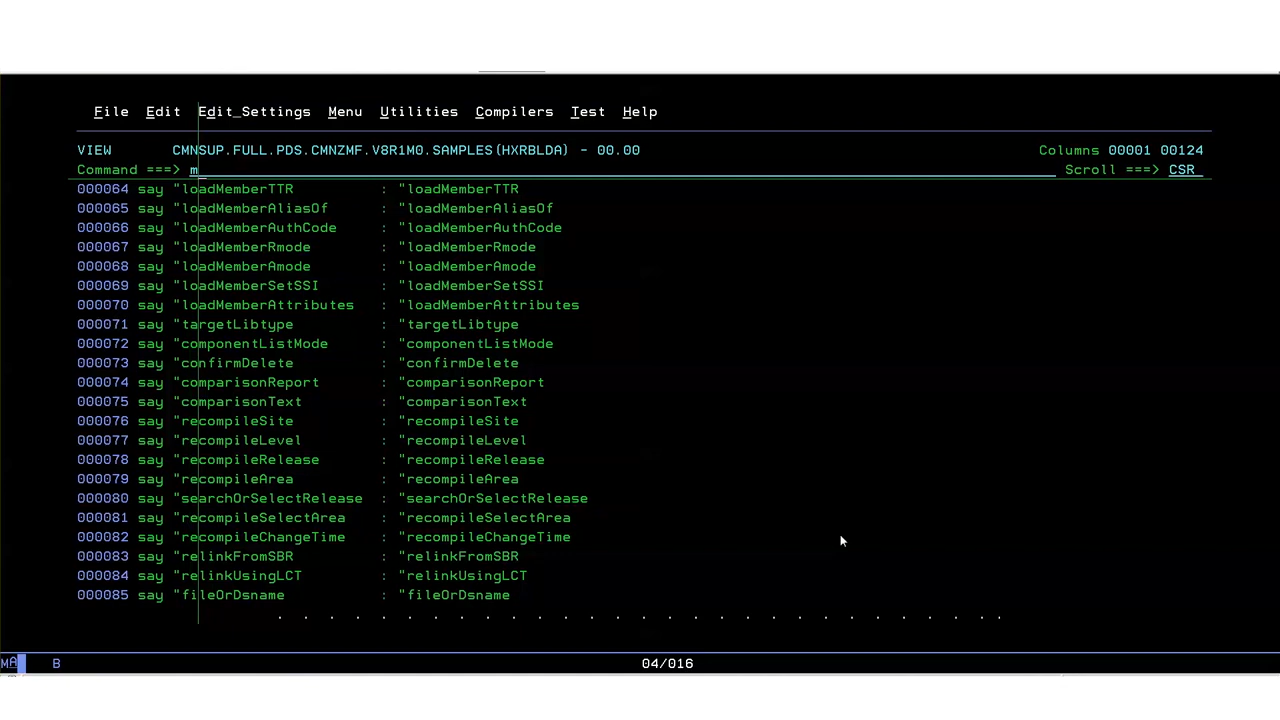 File  Edit  Edit_Settings  Menu  Utilities  Compilers  Test  Help
VIEW       CMNSUP.FULL.PDS.CMNZMF.V8R1M0.SAMPLES(HXRBLDA) - 00.00       Columns 00001 00124
Command ===> m       Scroll ===> CSR
000064 say "loadMemberTTR          : "loadMemberTTR
000065 say "loadMemberAliasOf      : "loadMemberAliasOf
000066 say "loadMemberAuthCode     : "loadMemberAuthCode
000067 say "loadMemberRmode        : "loadMemberRmode
000068 say "loadMemberAmode        : "loadMemberAmode
000069 say "loadMemberSetSSI       : "loadMemberSetSSI
000070 say "loadMemberAttributes   : "loadMemberAttributes
000071 say "targetLibtype          : "targetLibtype
000072 say "componentListMode      : "componentListMode
000073 say "confirmDelete          : "confirmDelete
000074 say "comparisonReport       : "comparisonReport
000075 say "comparisonText         : "comparisonText
000076 say "recompileSite          : "recompileSite
000077 say "recompileLevel         : "recompileLevel
000078 say "recompileRelease       : "recompileRelease
000079 say "recompileArea          : "recompileArea
000080 say "searchOrSelectRelease  : "searchOrSelectRelease
000081 say "recompileSelectArea    : "recompileSelectArea
000082 say "recompileChangeTime    : "recompileChangeTime
000083 say "relinkFromSBR          : "relinkFromSBR
000084 say "relinkUsingLCT         : "relinkUsingLCT
000085 say "fileOrDsname           : "fileOrDsname
. . . . . . . . . . . . . . . . . . . . . . . . . . . . .
MA    B       04/016